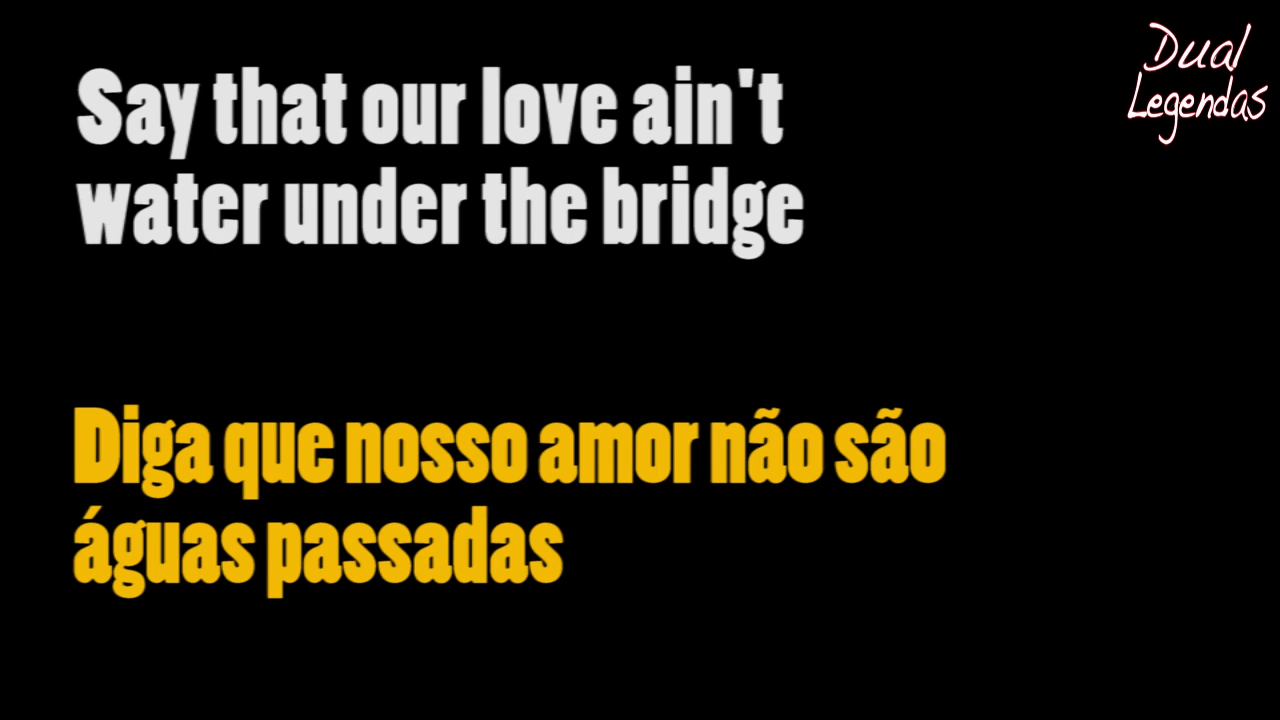 Dual
Legendas
Say that our love ain't
water under the bridge
Diga que nosso amor não são
águas passadas